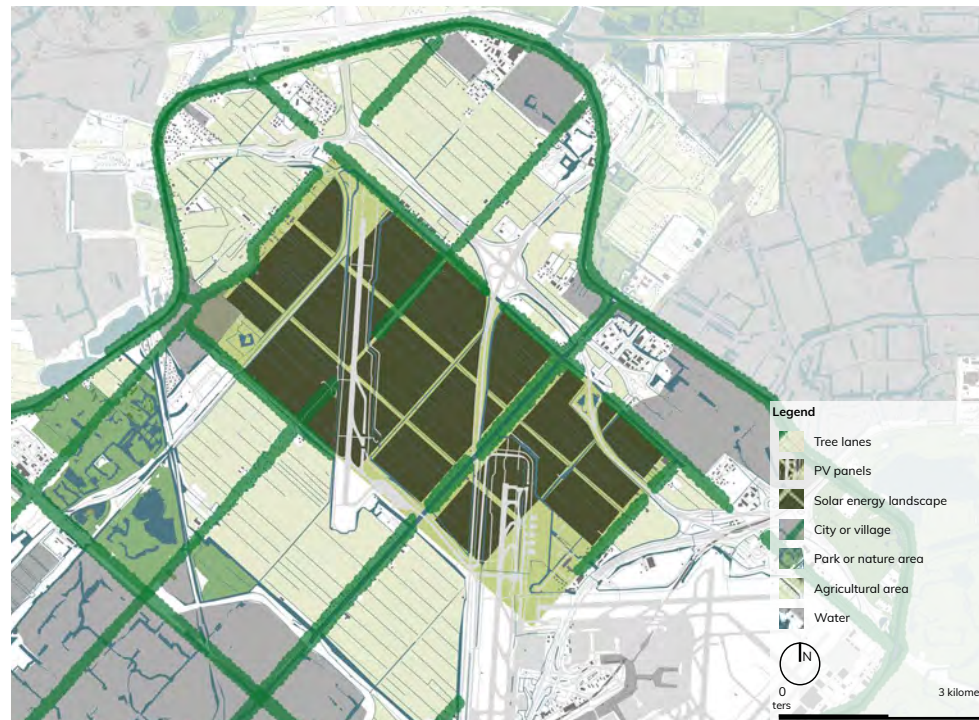 Legend
Tree lanes
PV panels
Solar energy landscape
City or village
Park or nature area
Agricultural area
Water
N
0
3 kilome
ters